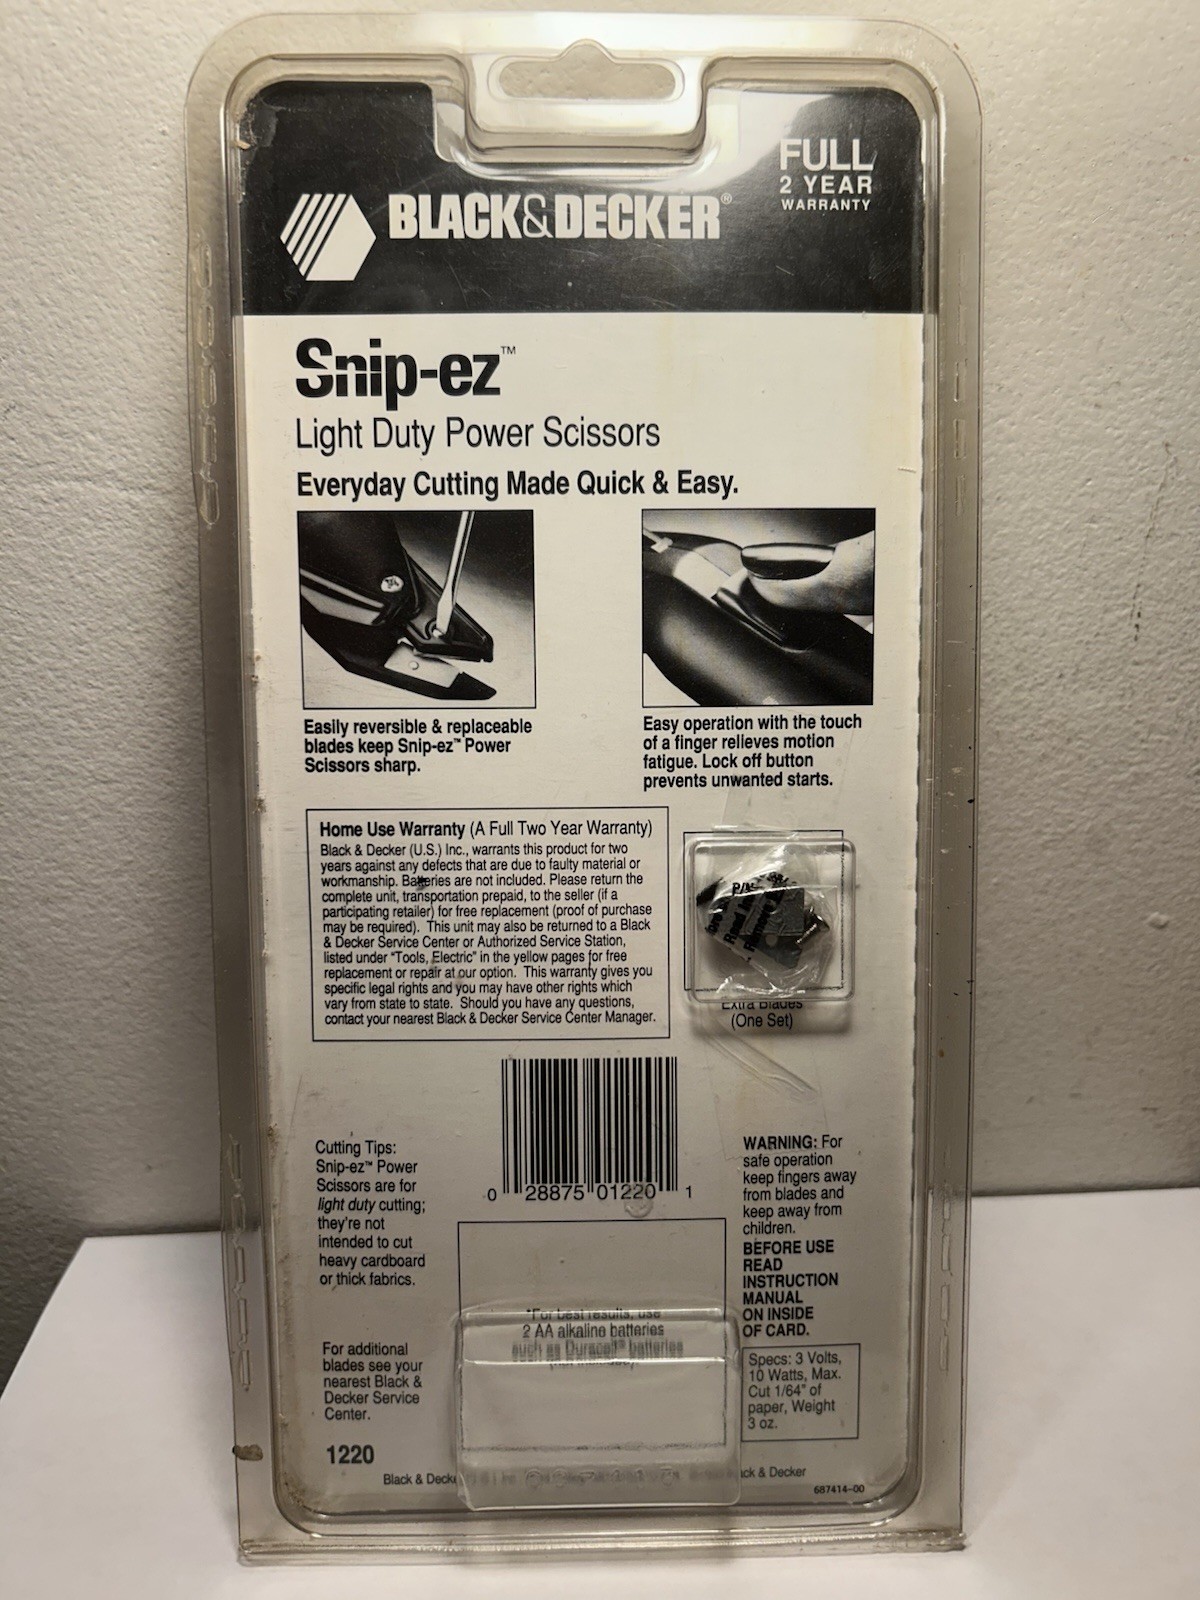 FULL
2 YEAR
WARRANTY
BLACK&DECKER®
Snip-ez™
Light Duty Power Scissors
Everyday Cutting Made Quick & Easy.
Easily reversible & replaceable
blades keep Snip-ez™ Power
Scissors sharp.
Easy operation with the touch
of a finger relieves motion
fatigue. Lock off button
prevents unwanted starts.
Home Use Warranty (A Full Two Year Warranty)
Black & Decker (U.S.) Inc., warrants this product for two
years against any defects that are due to faulty material or
workmanship. Batteries are not included. Please return the
complete unit, transportation prepaid, to the seller (if a
participating retailer) for free replacement (proof of purchase
may be required). This unit may also be returned to a Black
& Decker Service Center or Authorized Service Station,
listed under "Tools, Electric" in the yellow pages for free
replacement or repair at our option. This warranty gives you
specific legal rights and you may have other rights which
vary from state to state. Should you have any questions,
contact your nearest Black & Decker Service Center Manager.
P/N
Extra Blades
(One Set)
0 28875 01220 1
Cutting Tips:
Snip-ez™ Power
Scissors are for
light duty cutting;
they're not
intended to cut
heavy cardboard
or thick fabrics.
For additional
blades see your
nearest Black &
Decker Service
Center.
1220
*For best results, use
2 AA alkaline batteries
such as Duracell® batteries
WARNING: For
safe operation
keep fingers away
from blades and
keep away from
children.
BEFORE USE
READ
INSTRUCTION
MANUAL
ON INSIDE
OF CARD.
Specs: 3 Volts,
10 Watts, Max.
Cut 1/64" of
paper, Weight
3 oz.
Black & Decker
687414-00